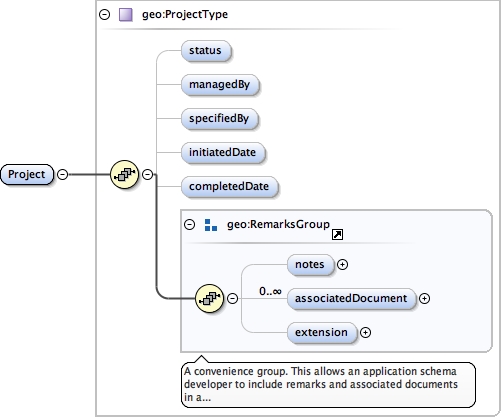 geo:ProjectType
status
managedBy
specifiedBy
initiatedDate
Project
completedDate
geo:RemarksGroup
notes
0..∞
associatedDocument
extension
A convenience group. This allows an application schema
developer to include remarks and associated documents
in a...